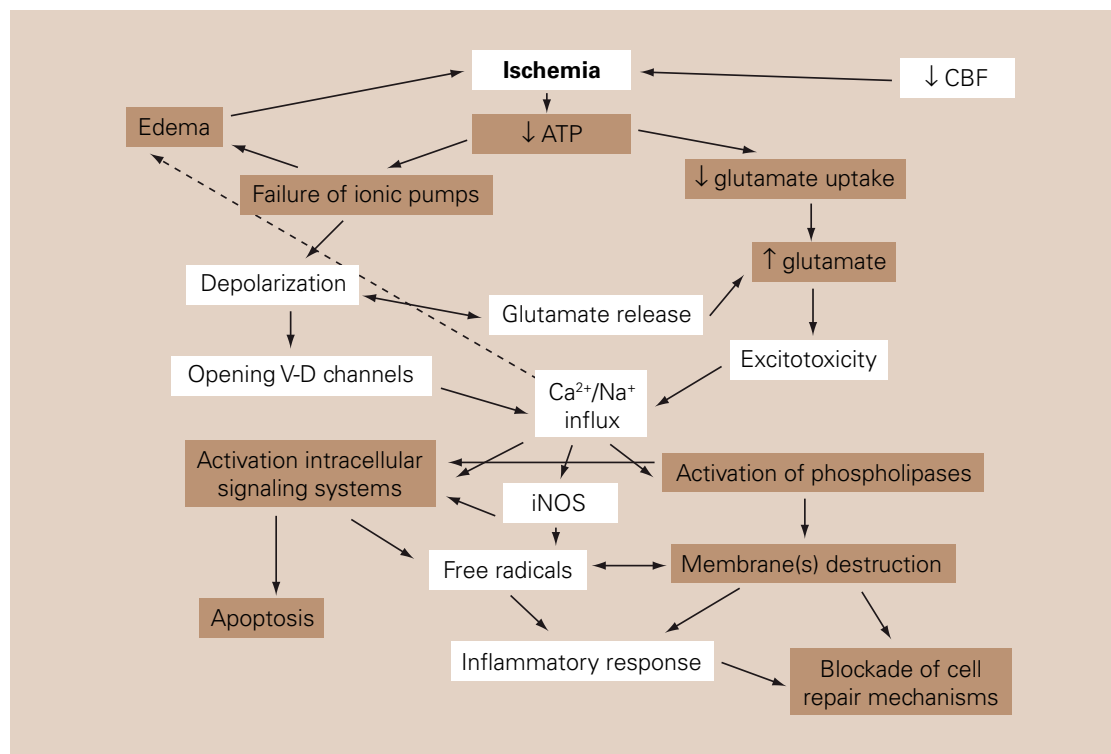 Ischemia
↓ CBF
Edema
↓ ATP
↓ glutamate uptake
Failure of ionic pumps
↑ glutamate
Depolarization
Glutamate release
Excitotoxicity
Opening V-D channels
Ca²⁺/Na⁺
influx
Activation intracellular
signaling systems
Activation of phospholipases
iNOS
Free radicals
Membrane(s) destruction
Apoptosis
Inflammatory response
Blockade of cell
repair mechanisms